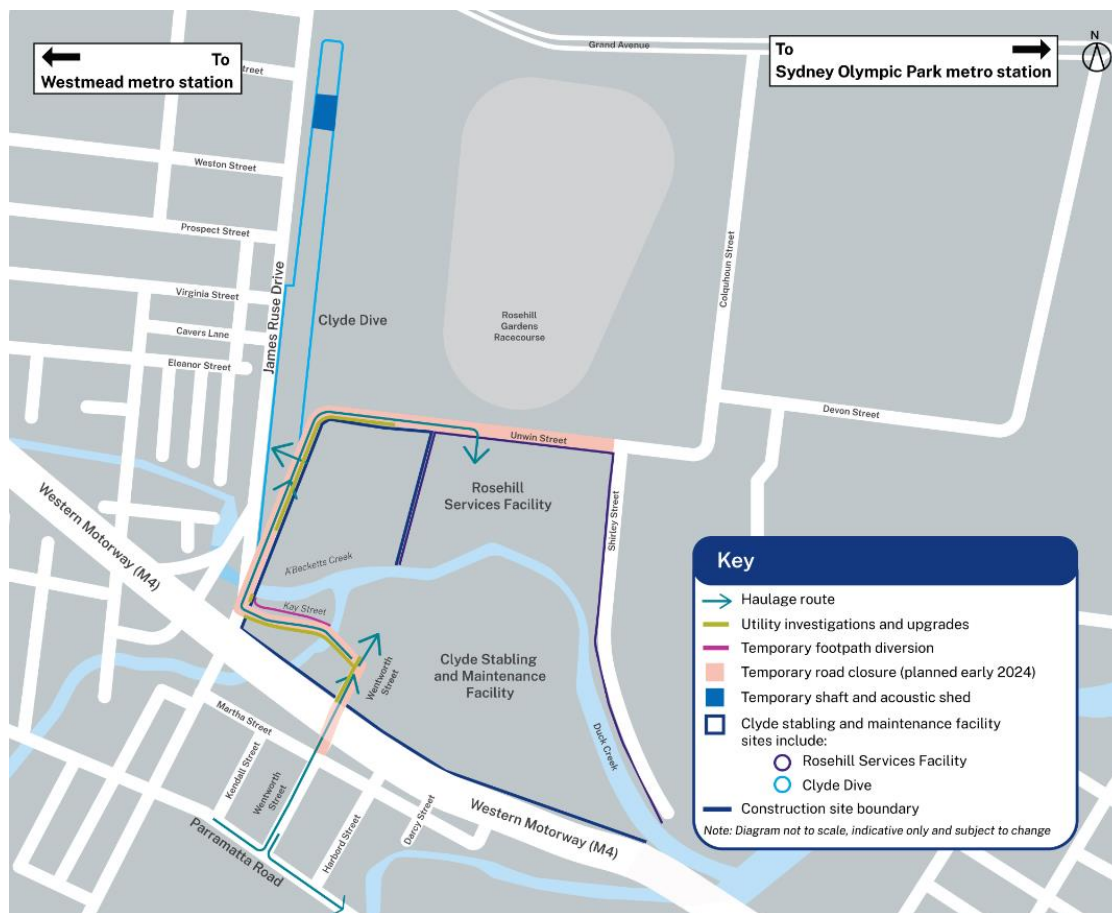 To
Westmead metro station
To
Sydney Olympic Park metro station
N
Grand Avenue
Street
Weston Street
Prospect Street
Virginia Street
Cavers Lane
Eleanor Street
James Ruse Drive
Clyde Dive
Rosehill
Gardens
Racecourse
Colquhoun Street
Devon Street
Unwin Street
Rosehill
Services Facility
Shirley Street
Western Motorway (M4)
A'Becketts Creek
Kay Street
Clyde Stabling
and Maintenance
Facility
Wentworth
Street
Duck Creek
Martha Street
Kendall Street
Wentworth
Street
Harbord Street
Darcy Street
Parramatta Road
Western Motorway (M4)
Key
Haulage route
Utility investigations and upgrades
Temporary footpath diversion
Temporary road closure (planned early 2024)
Temporary shaft and acoustic shed
Clyde stabling and maintenance facility
sites include:
Rosehill Services Facility
Clyde Dive
Construction site boundary
Note: Diagram not to scale, indicative only and subject to change